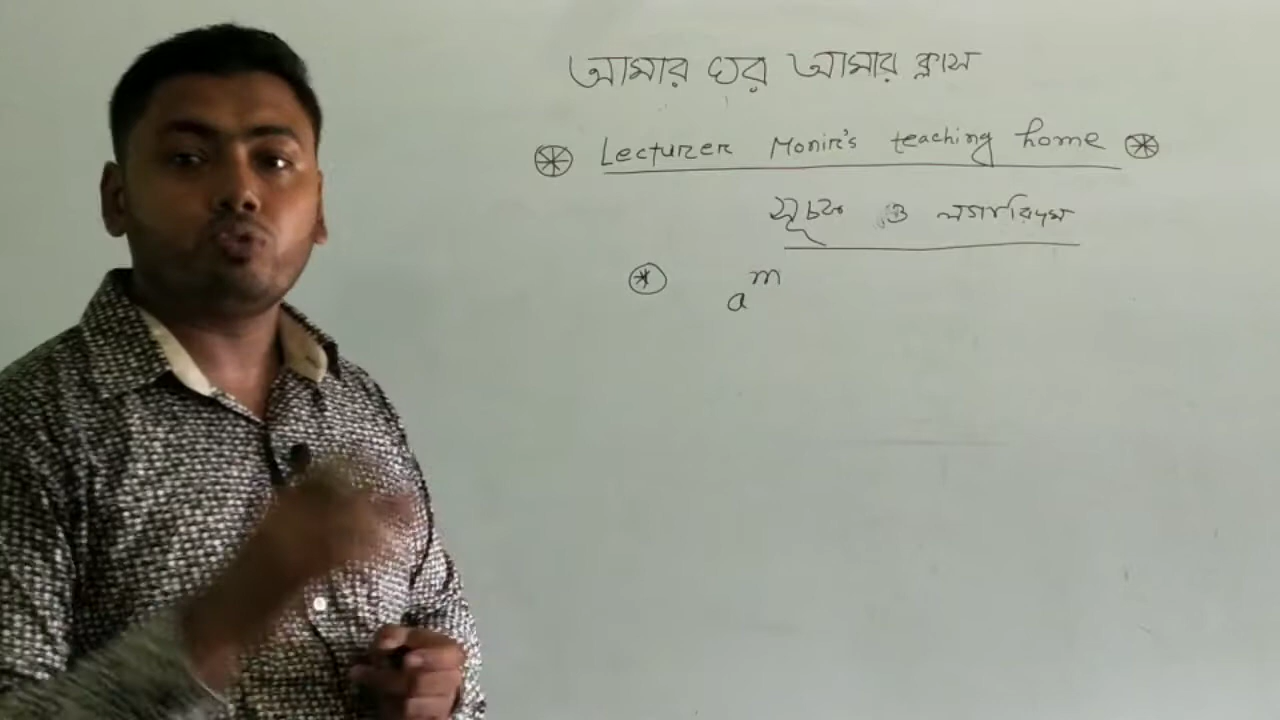 আমার ঘর আমার ক্লাস
Lecturer Monir's teaching home
সূচক ও লগারিদম
a^m